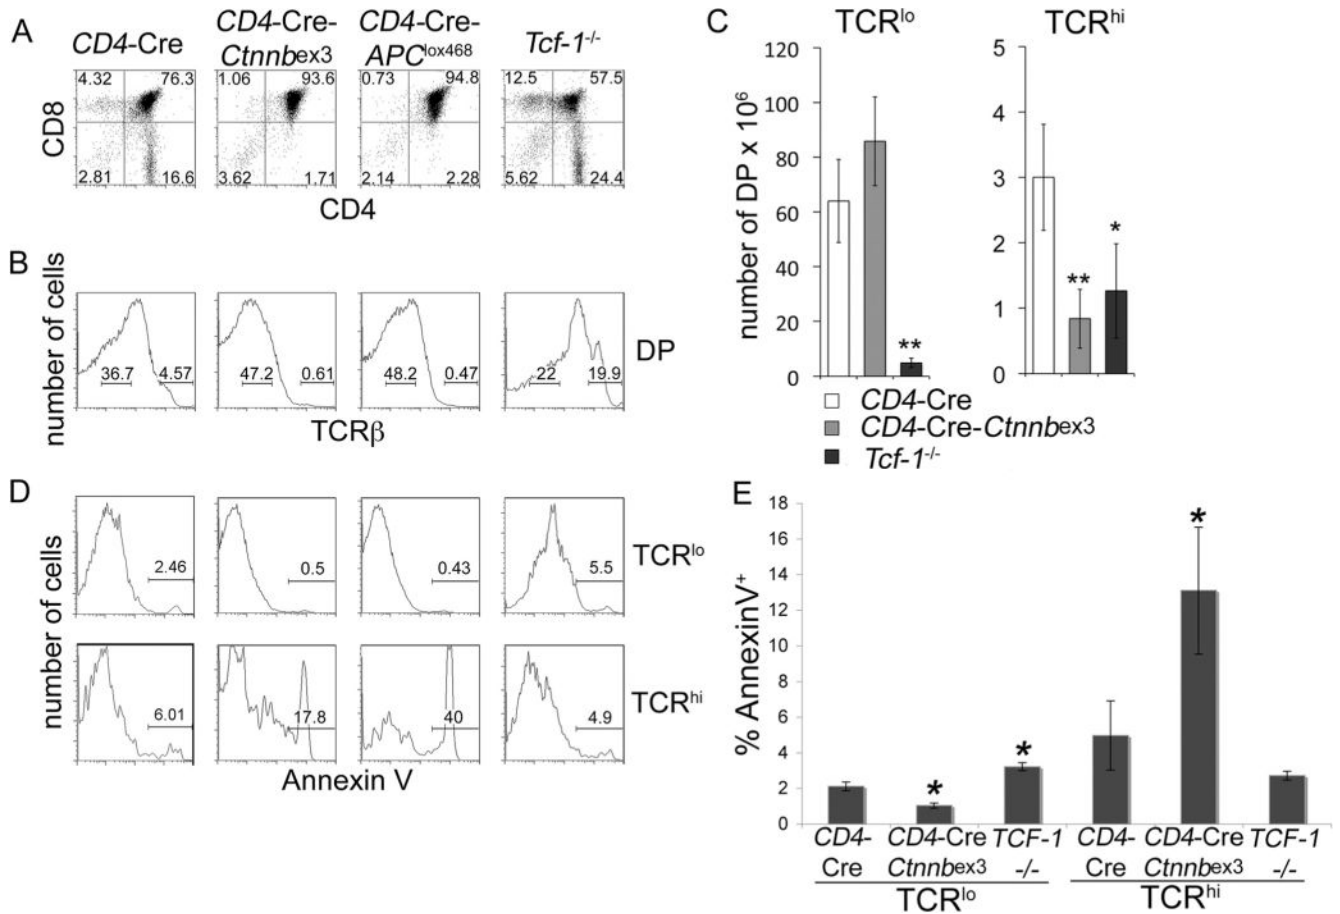 A
CD4-Cre
CD4-Cre-
Ctnnbex3
CD4-Cre-
APClox468
Tcf-1-/-
4.32 76.3
2.81 16.6
1.06 93.6
3.62 1.71
0.73 94.8
2.14 2.28
12.5 57.5
5.62 24.4
CD8
CD4
B
number of cells
36.7 4.57
47.2 0.61
48.2 0.47
22 19.9
DP
TCRβ
C
TCRlo
TCRhi
number of DP x 10⁶
120
100
80
60
40
20
0
**
5
4
3
2
1
0
**
*
CD4-Cre
CD4-Cre-Ctnnbex3
Tcf-1-/-
D
number of cells
2.46
0.5
0.43
5.5
TCRlo
number of cells
6.01
17.8
40
4.9
TCRhi
Annexin V
E
% AnnexinV+
18
16
14
12
10
8
6
4
2
0
*
*
*
CD4-
Cre
CD4-Cre
Ctnnbex3
TCF-1
-/-
CD4-
Cre
CD4-Cre
Ctnnbex3
TCF-1
-/-
TCRlo
TCRhi